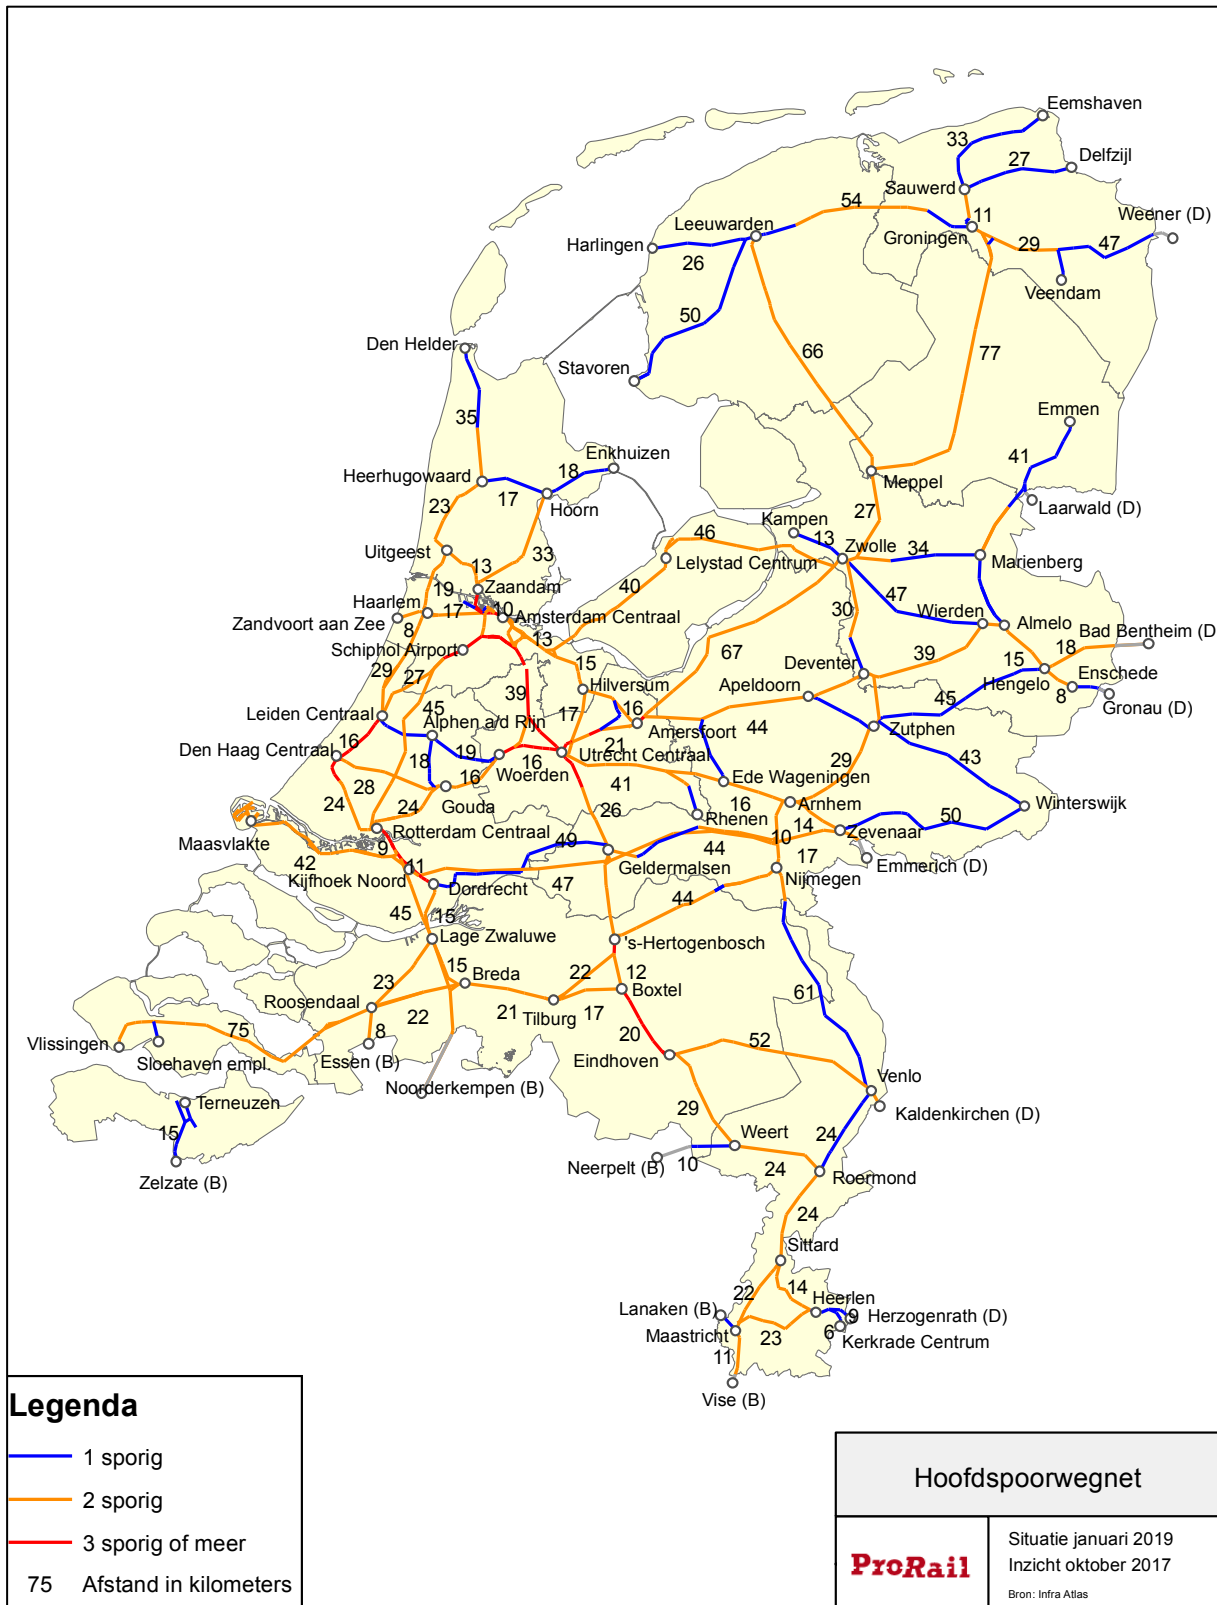 Eemshaven
33
27
Delfzijl
Sauwerd
54
11
Leeuwarden
Weener (D)
Groningen
Harlingen
29
47
26
Veendam
50
Den Helder
66
77
Stavoren
35
Emmen
Enkhuizen
41
18
Heerhugowaard
17
Hoorn
Meppel
Laarwald (D)
23
27
Kampen
46
13
Zwolle
34
Uitgeest
33
Lelystad Centrum
Marienberg
13
Zaandam
40
19
47
Haarlem
17
10
Amsterdam Centraal
30
Wierden
Almelo
Zandvoort aan Zee
8
Bad Bentheim (D
13
Schiphol Airport
67
39
18
15
Deventer
15
29
27
Hilversum
Apeldoorn
Hengelo
Enschede
39
45
8
Gronau (D)
Leiden Centraal
45
17
16
Alphen a/d Rijn
Amersfoort
44
Zutphen
16
21
Den Haag Centraal
19
Utrecht Centraal
43
18
16
Woerden
29
28
16
41
Ede Wageningen
24
24
Gouda
16
Arnhem
Winterswijk
26
Rhenen
50
Maasvlakte
Rotterdam Centraal
14
Zevenaar
49
10
9
42
44
Emmerich (D)
11
Geldermalsen
17
Kijfhoek Noord
47
Nijmegen
Dordrecht
44
45
15
Lage Zwaluwe
's-Hertogenbosch
15
22
12
23
Breda
Boxtel
61
Roosendaal
22
21
Tilburg
17
75
8
20
52
Vlissingen
Essen (B)
Eindhoven
Sloehaven empl.
Noorderkempen (B)
Venlo
Terneuzen
Kaldenkirchen (D)
29
15
24
Weert
10
Neerpelt (B)
24
Zelzate (B)
Roermond
24
Sittard
14
22
Heerlen
Lanaken (B)
9
Herzogenrath (D)
Maastricht
23
6
Kerkrade Centrum
11
Vise (B)
Legenda
1 sporig
2 sporig
3 sporig of meer
75 Afstand in kilometers
Hoofdspoorwegnet
ProRail
Situatie januari 2019
Inzicht oktober 2017
Bron: Infra Atlas